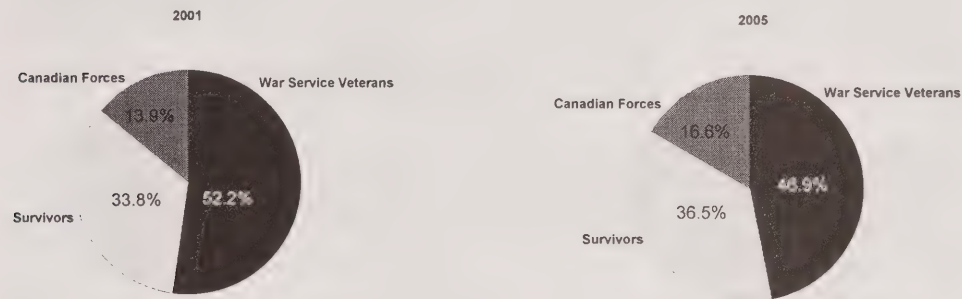 2001
Canadian Forces
War Service Veterans
13.9%
33.8%
52.2%
Survivors
2005
Canadian Forces
War Service Veterans
16.6%
46.9%
36.5%
Survivors